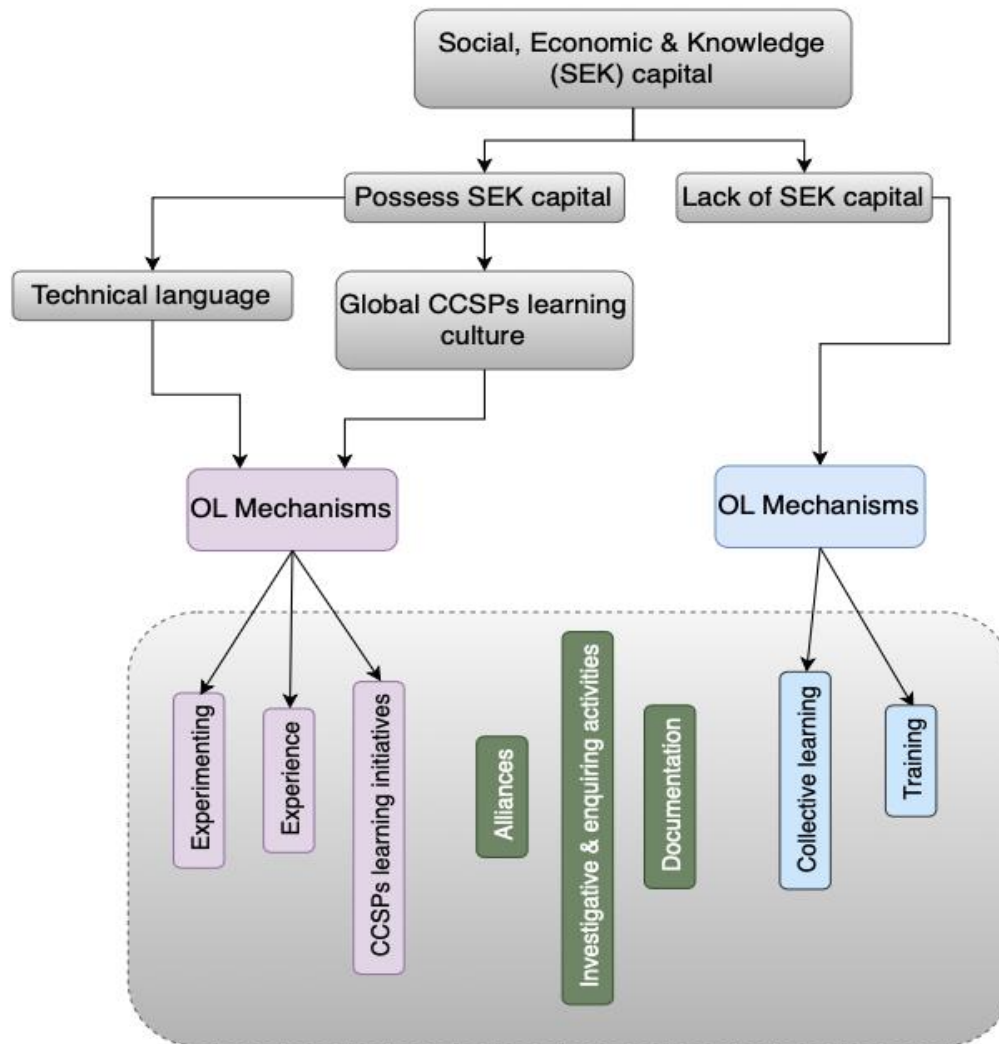 Social, Economic & Knowledge
(SEK) capital
Possess SEK capital
Lack of SEK capital
Technical language
Global CCSPs learning
culture
OL Mechanisms
OL Mechanisms
Experimenting
Experience
CCSPs learning initiatives
Alliances
Investigative & enquiring activities
Documentation
Collective learning
Training